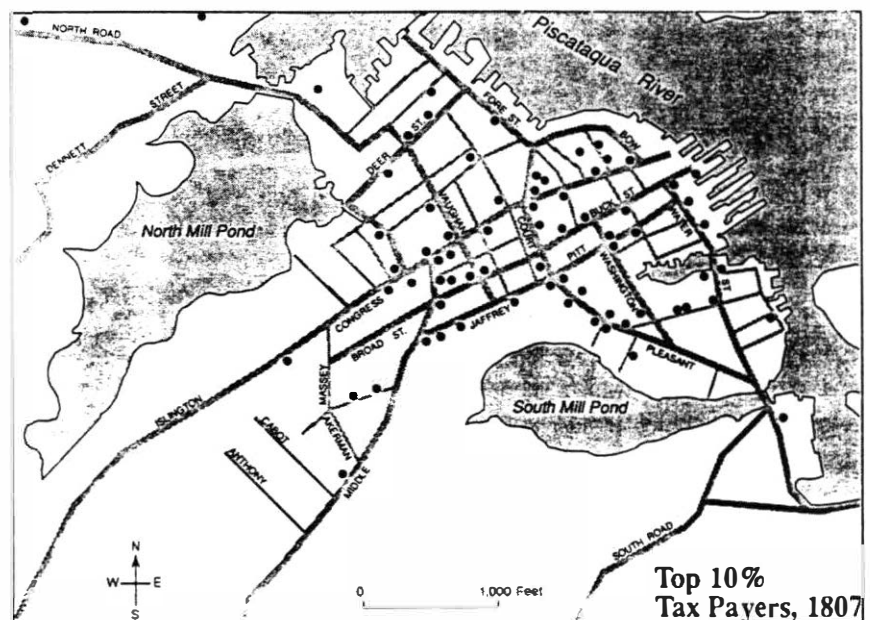 NORTH ROAD
Piscataqua
River
DENNETT
STREET
FORE ST.
BOW
DEER
ST.
North Mill Pond
VAUGHAN
COURT
BUCK ST.
WATER
ST
PITT
WASHINGTON
CONGRESS
JAFFREY
BROAD ST.
PLEASANT
MASSEY
ISLINGTON
South Mill Pond
AKERMAN
CABOT
ANTHONY
MIDDLE
SOUTH ROAD
N
W E
S
0 1,000 Feet
Top 10%
Tax Payers, 1807